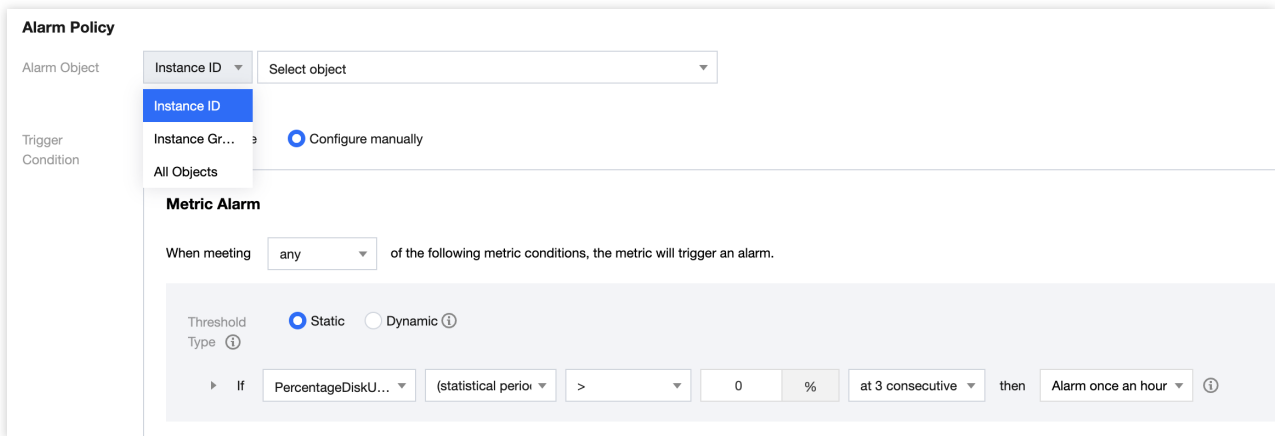 Alarm Policy
Alarm Object Instance ID Select object
Instance ID
Instance Gr...
All Objects
Trigger Condition
Configure manually
Metric Alarm
When meeting any of the following metric conditions, the metric will trigger an alarm.
Threshold Type
Static Dynamic
If PercentageDiskU... (statistical perio > 0 % at 3 consecutive then Alarm once an hour